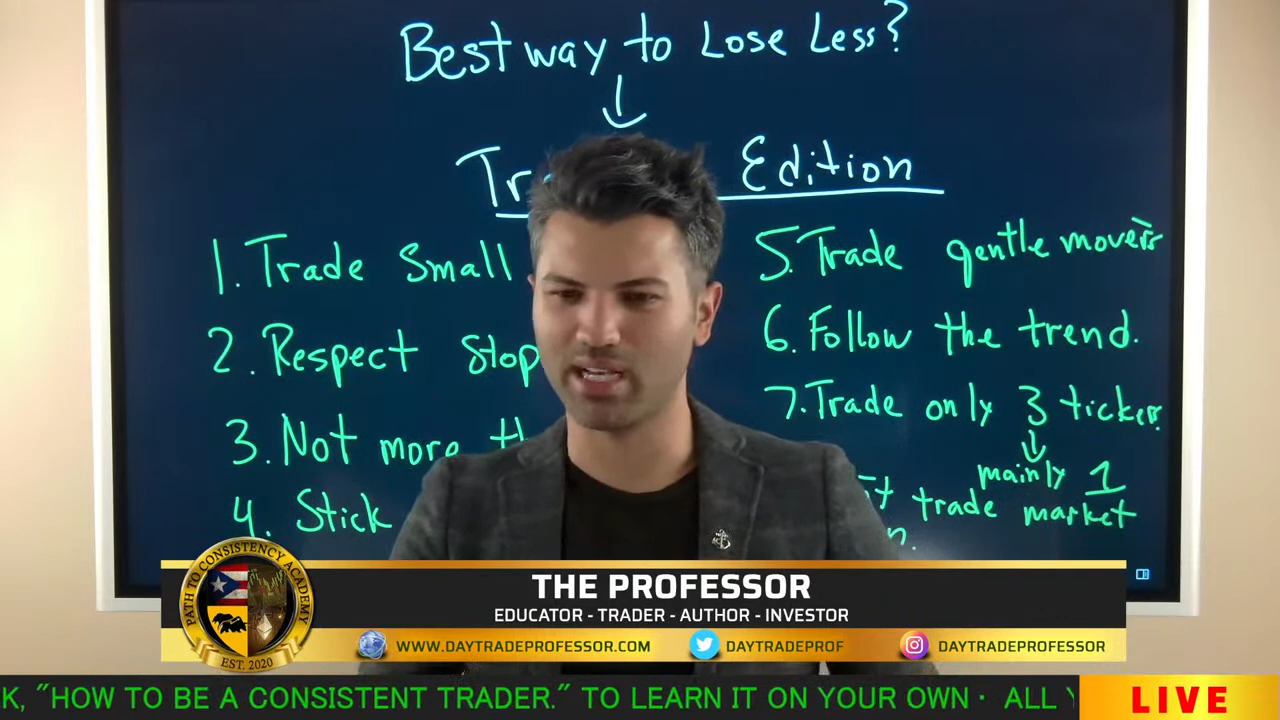 Best way to Lose Less?
Edition
1. Trade Small
2. Respect Stop
3. Not more
4. Stick
5. Trade gentle movers
6. Follow the trend.
7. Trade only 3 tickers.
mainly 1
trade market
THE PROFESSOR
EDUCATOR - TRADER - AUTHOR - INVESTOR
PATH TO CONSISTENCY ACADEMY
EST. 2020
WWW.DAYTRADEPROFESSOR.COM
DAYTRADEPROF
DAYTRADEPROFESSOR
K, "HOW TO BE A CONSISTENT TRADER." TO LEARN IT ON YOUR OWN · ALL
LIVE